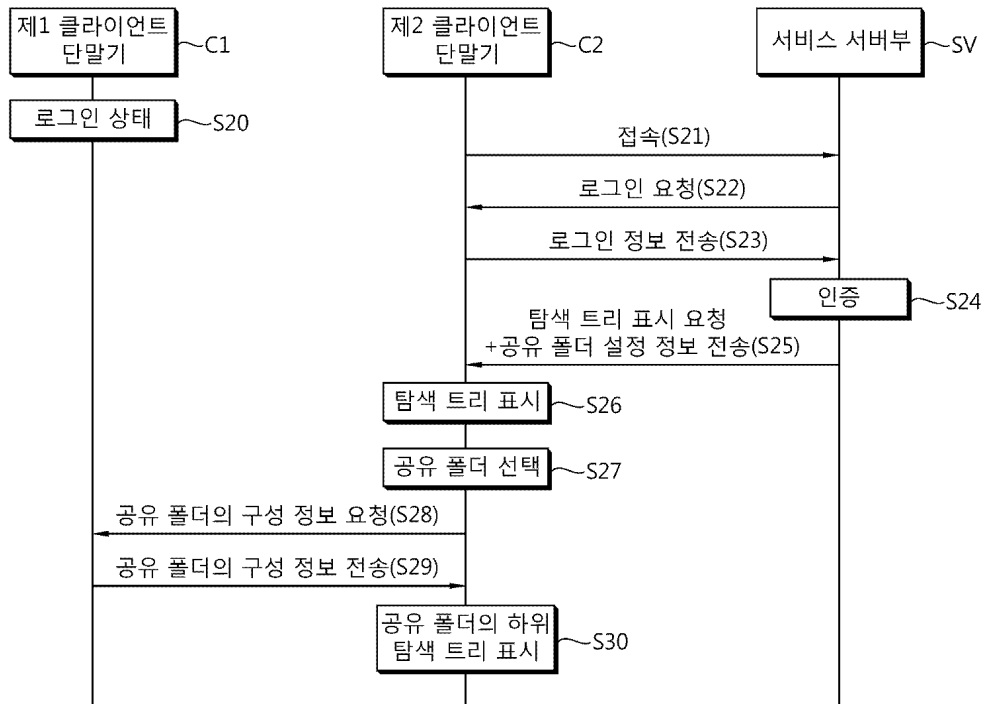 제1 클라이언트
단말기
C1
제2 클라이언트
단말기
C2
서비스 서버부
SV
로그인 상태
S20
접속(S21)
로그인 요청(S22)
로그인 정보 전송(S23)
인증
S24
탐색 트리 표시 요청
+공유 폴더 설정 정보 전송(S25)
탐색 트리 표시
S26
공유 폴더 선택
S27
공유 폴더의 구성 정보 요청(S28)
공유 폴더의 구성 정보 전송(S29)
공유 폴더의 하위
탐색 트리 표시
S30